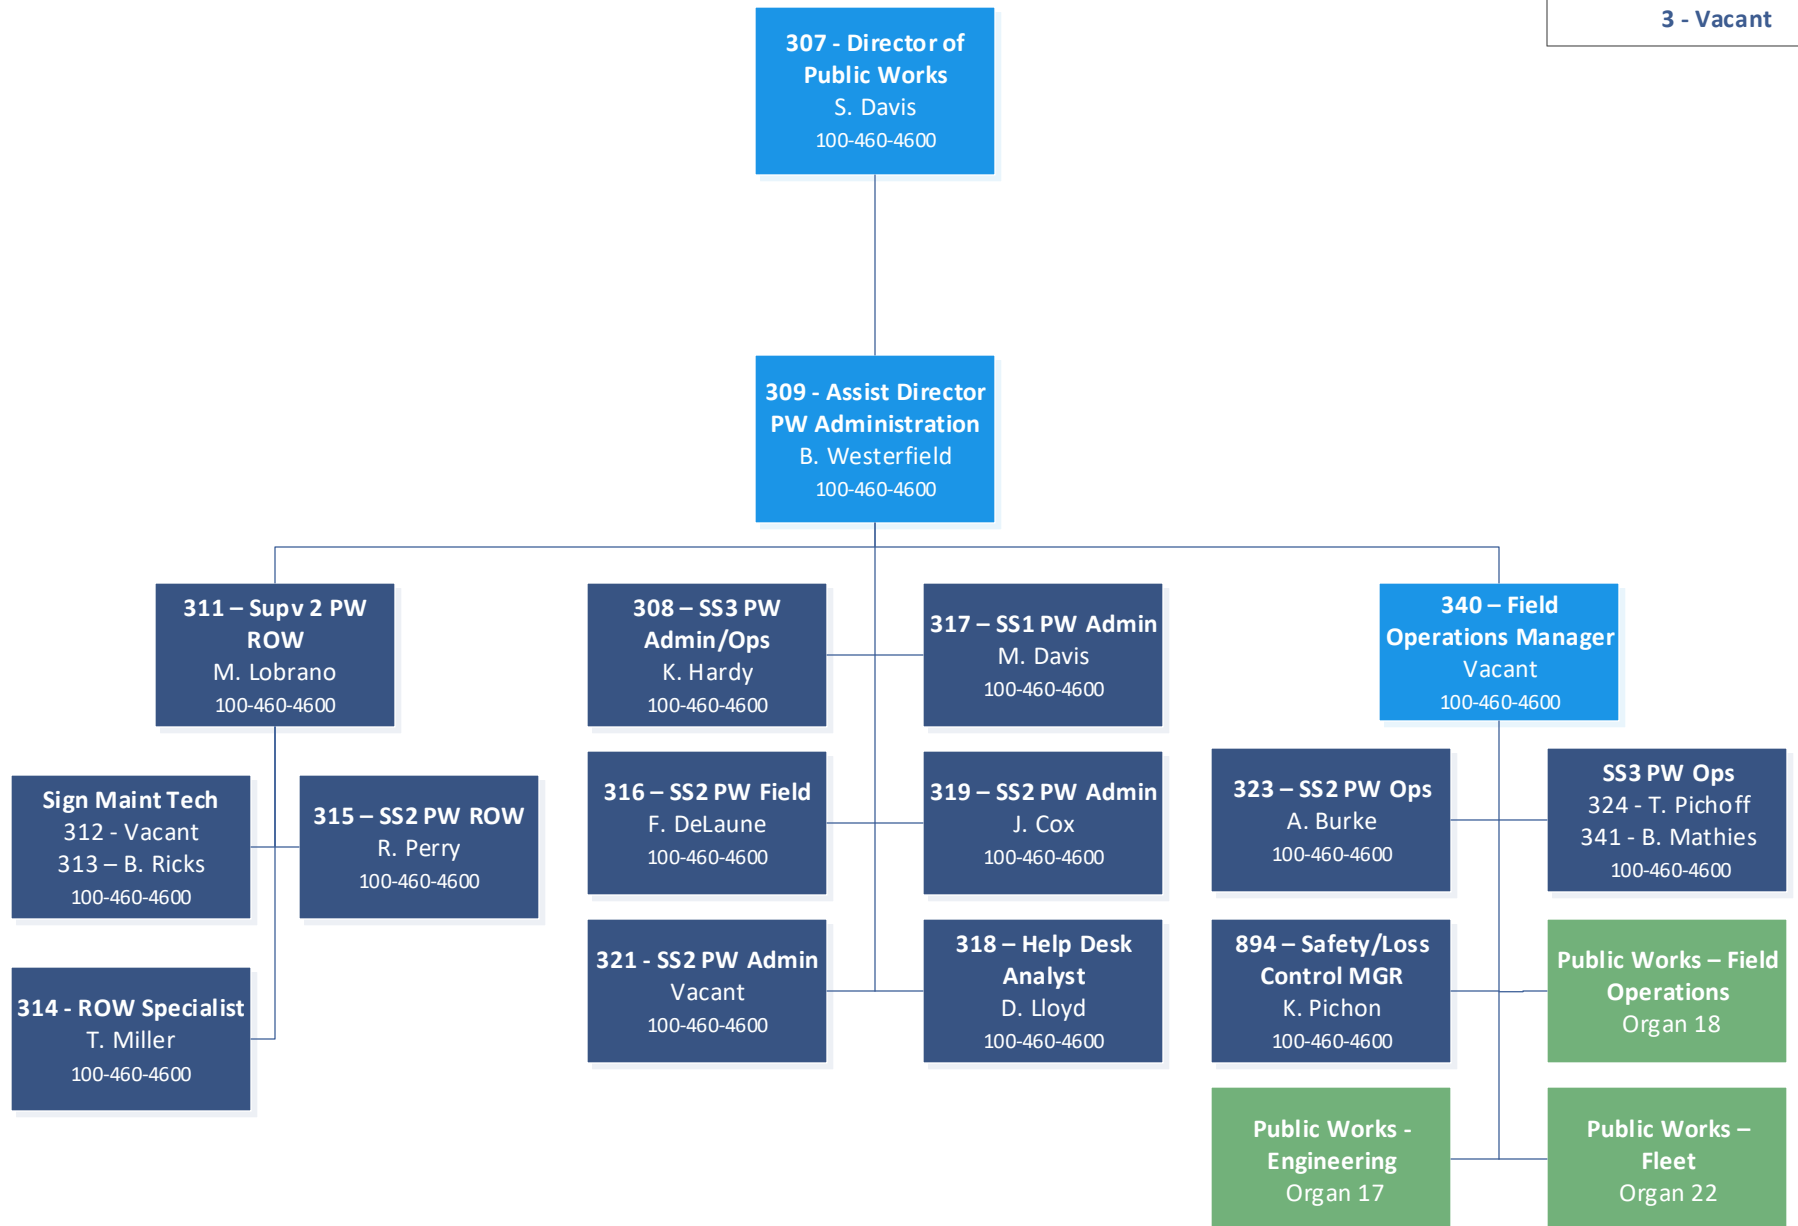 3 - Vacant
307 - Director of
Public Works
S. Davis
100-460-4600
309 - Assist Director
PW Administration
B. Westerfield
100-460-4600
311 – Supv 2 PW
ROW
M. Lobrano
100-460-4600
308 – SS3 PW
Admin/Ops
K. Hardy
100-460-4600
317 – SS1 PW Admin
M. Davis
100-460-4600
340 – Field
Operations Manager
Vacant
100-460-4600
Sign Maint Tech
312 - Vacant
313 – B. Ricks
100-460-4600
315 – SS2 PW ROW
R. Perry
100-460-4600
316 – SS2 PW Field
F. DeLaune
100-460-4600
319 – SS2 PW Admin
J. Cox
100-460-4600
323 – SS2 PW Ops
A. Burke
100-460-4600
SS3 PW Ops
324 - T. Pichoff
341 - B. Mathies
100-460-4600
314 - ROW Specialist
T. Miller
100-460-4600
321 - SS2 PW Admin
Vacant
100-460-4600
318 – Help Desk
Analyst
D. Lloyd
100-460-4600
894 – Safety/Loss
Control MGR
K. Pichon
100-460-4600
Public Works – Field
Operations
Organ 18
Public Works -
Engineering
Organ 17
Public Works –
Fleet
Organ 22